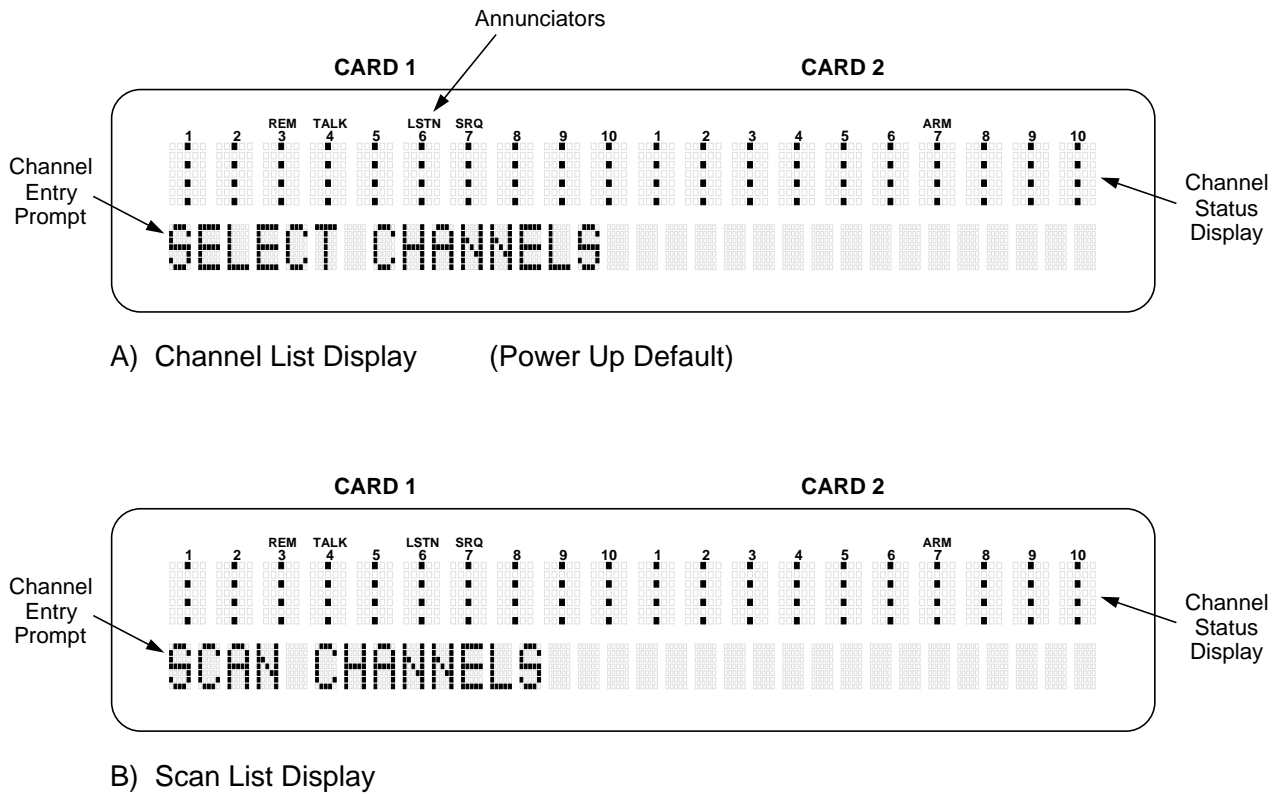 Annunciators
CARD 1 CARD 2
REM TALK LSTN SRQ ARM
1 2 3 4 5 6 7 8 9 10 1 2 3 4 5 6 7 8 9 10
Channel
Entry
Prompt
Channel
Status
Display
SELECT CHANNELS
A) Channel List Display (Power Up Default)
CARD 1 CARD 2
REM TALK LSTN SRQ ARM
1 2 3 4 5 6 7 8 9 10 1 2 3 4 5 6 7 8 9 10
Channel
Entry
Prompt
Channel
Status
Display
SCAN CHANNELS
B) Scan List Display